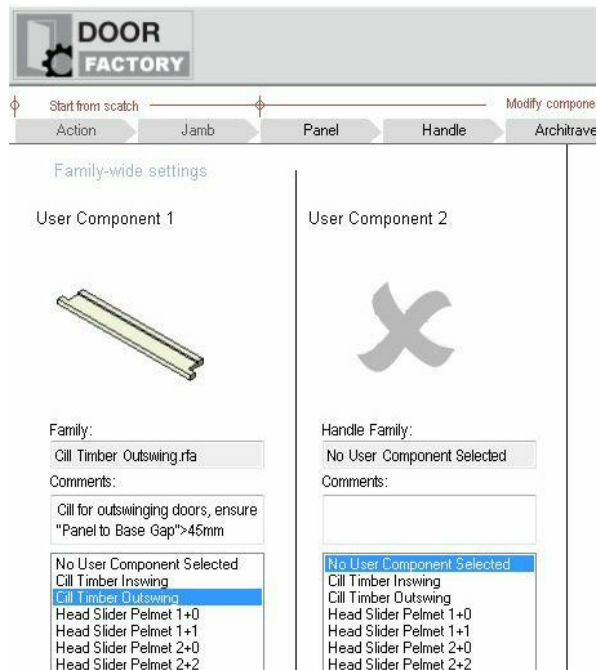 DOOR
FACTORY
Start from scatch
Modify compone
Action
Jamb
Panel
Handle
Architrave
Family-wide settings
User Component 1
User Component 2
Family:
Cill Timber Outswing.rfa
Comments:
Cill for outswinging doors, ensure
"Panel to Base Gap">45mm
No User Component Selected
Cill Timber Inswing
Cill Timber Outswing
Head Slider Pelmet 1+0
Head Slider Pelmet 1+1
Head Slider Pelmet 2+0
Head Slider Pelmet 2+2
Handle Family:
No User Component Selected
Comments:
No User Component Selected
Cill Timber Inswing
Cill Timber Outswing
Head Slider Pelmet 1+0
Head Slider Pelmet 1+1
Head Slider Pelmet 2+0
Head Slider Pelmet 2+2